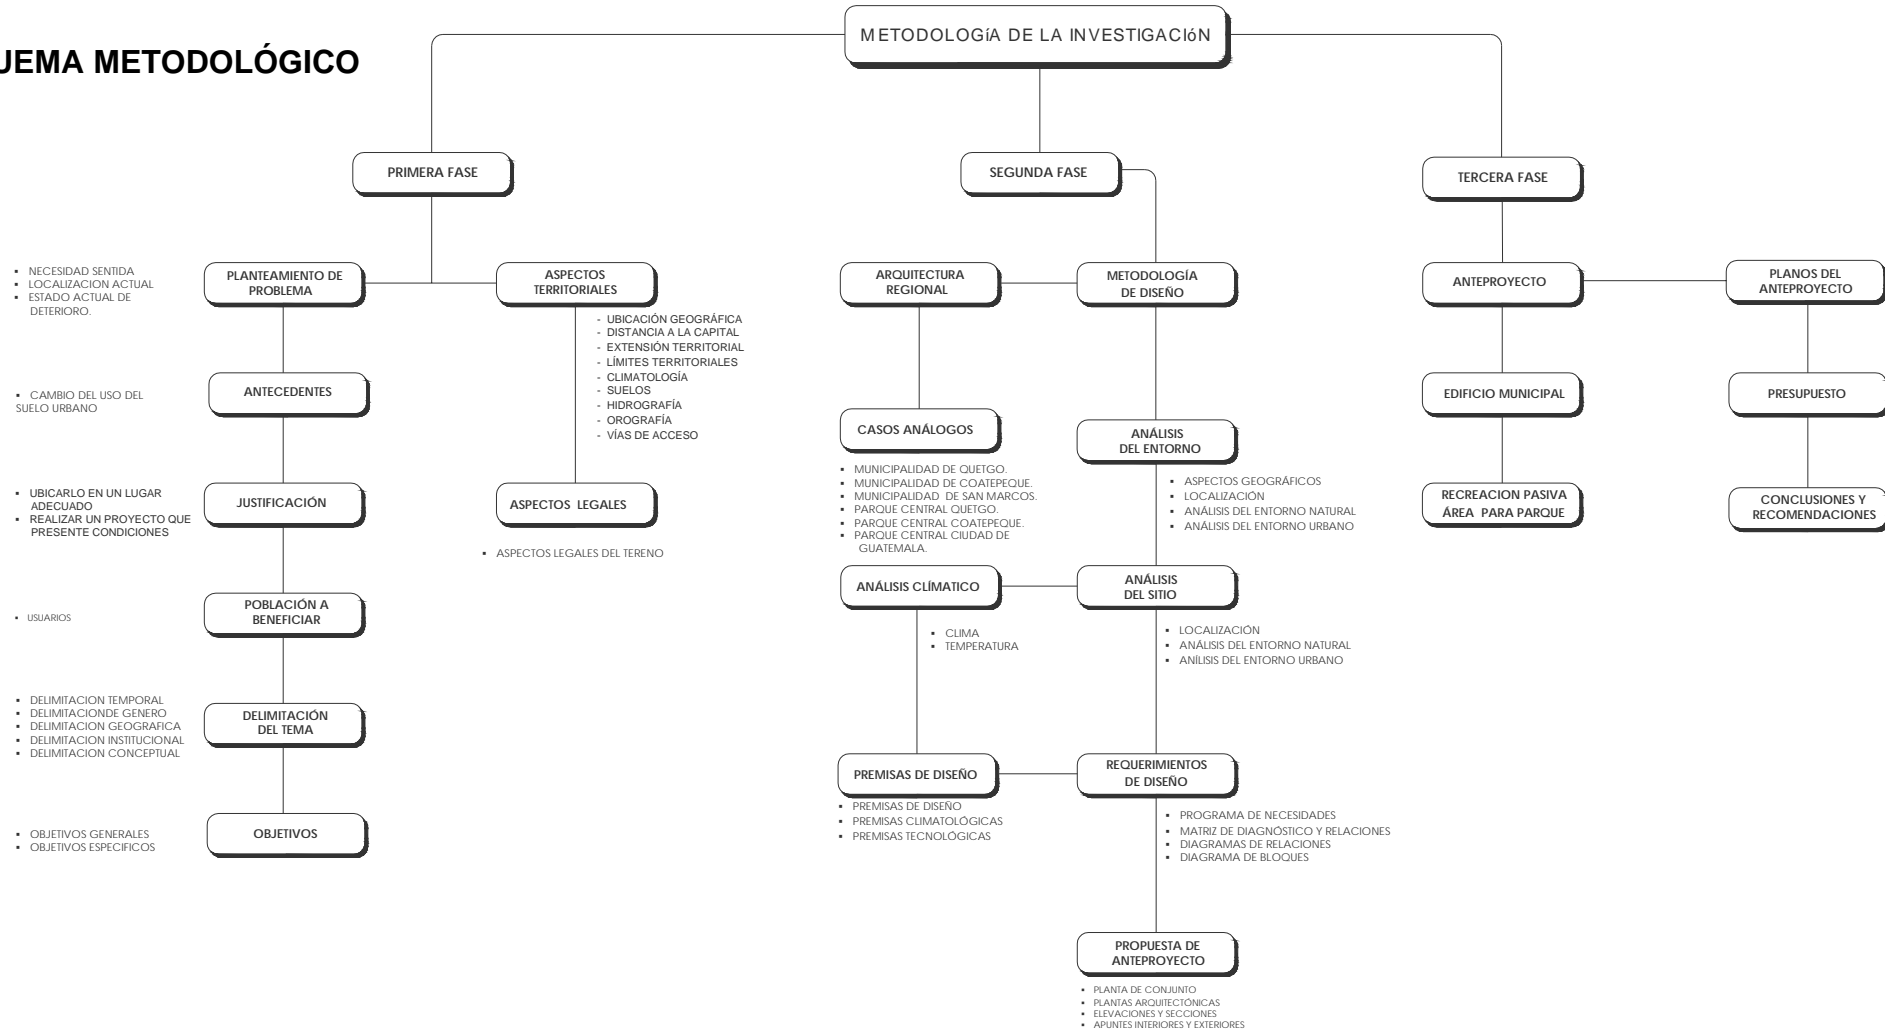 UEMA METODOLÓGICO
METODOLOGíA DE LA INVESTIGACIóN
PRIMERA FASE
PLANTEAMIENTO DE
PROBLEMA
▪ NECESIDAD SENTIDA
▪ LOCALIZACION ACTUAL
▪ ESTADO ACTUAL DE
DETERIORO.
ANTECEDENTES
▪ CAMBIO DEL USO DEL
SUELO URBANO
JUSTIFICACIÓN
▪ UBICARLO EN UN LUGAR
ADECUADO
▪ REALIZAR UN PROYECTO QUE
PRESENTE CONDICIONES
POBLACIÓN A
BENEFICIAR
▪ USUARIOS
DELIMITACIÓN
DEL TEMA
▪ DELIMITACION TEMPORAL
▪ DELIMITACIONDE GENERO
▪ DELIMITACION GEOGRAFICA
▪ DELIMITACION INSTITUCIONAL
▪ DELIMITACION CONCEPTUAL
OBJETIVOS
▪ OBJETIVOS GENERALES
▪ OBJETIVOS ESPECIFICOS
ASPECTOS
TERRITORIALES
- UBICACIÓN GEOGRÁFICA
- DISTANCIA A LA CAPITAL
- EXTENSIÓN TERRITORIAL
- LÍMITES TERRITORIALES
- CLIMATOLOGÍA
- SUELOS
- HIDROGRAFÍA
- OROGRAFÍA
- VÍAS DE ACCESO
ASPECTOS LEGALES
▪ ASPECTOS LEGALES DEL TERENO
SEGUNDA FASE
ARQUITECTURA
REGIONAL
METODOLOGÍA
DE DISEÑO
CASOS ANÁLOGOS
▪ MUNICIPALIDAD DE QUETGO.
▪ MUNICIPALIDAD DE COATEPEQUE.
▪ MUNICIPALIDAD DE SAN MARCOS.
▪ PARQUE CENTRAL QUETGO.
▪ PARQUE CENTRAL COATEPEQUE.
▪ PARQUE CENTRAL CIUDAD DE
GUATEMALA.
ANÁLISIS
DEL ENTORNO
▪ ASPECTOS GEOGRÁFICOS
▪ LOCALIZACIÓN
▪ ANÁLISIS DEL ENTORNO NATURAL
▪ ANÁLISIS DEL ENTORNO URBANO
ANÁLISIS CLÍMATICO
▪ CLIMA
▪ TEMPERATURA
ANÁLISIS
DEL SITIO
▪ LOCALIZACIÓN
▪ ANÁLISIS DEL ENTORNO NATURAL
▪ ANÍLISIS DEL ENTORNO URBANO
PREMISAS DE DISEÑO
▪ PREMISAS DE DISEÑO
▪ PREMISAS CLIMATOLÓGICAS
▪ PREMISAS TECNOLÓGICAS
REQUERIMIENTOS
DE DISEÑO
▪ PROGRAMA DE NECESIDADES
▪ MATRIZ DE DIAGNÓSTICO Y RELACIONES
▪ DIAGRAMAS DE RELACIONES
▪ DIAGRAMA DE BLOQUES
PROPUESTA DE
ANTEPROYECTO
▪ PLANTA DE CONJUNTO
▪ PLANTAS ARQUITECTÓNICAS
▪ ELEVACIONES Y SECCIONES
▪ APUNTES INTERIORES Y EXTERIORES
TERCERA FASE
ANTEPROYECTO
EDIFICIO MUNICIPAL
RECREACION PASIVA
ÁREA PARA PARQUE
PLANOS DEL
ANTEPROYECTO
PRESUPUESTO
CONCLUSIONES Y
RECOMENDACIONES